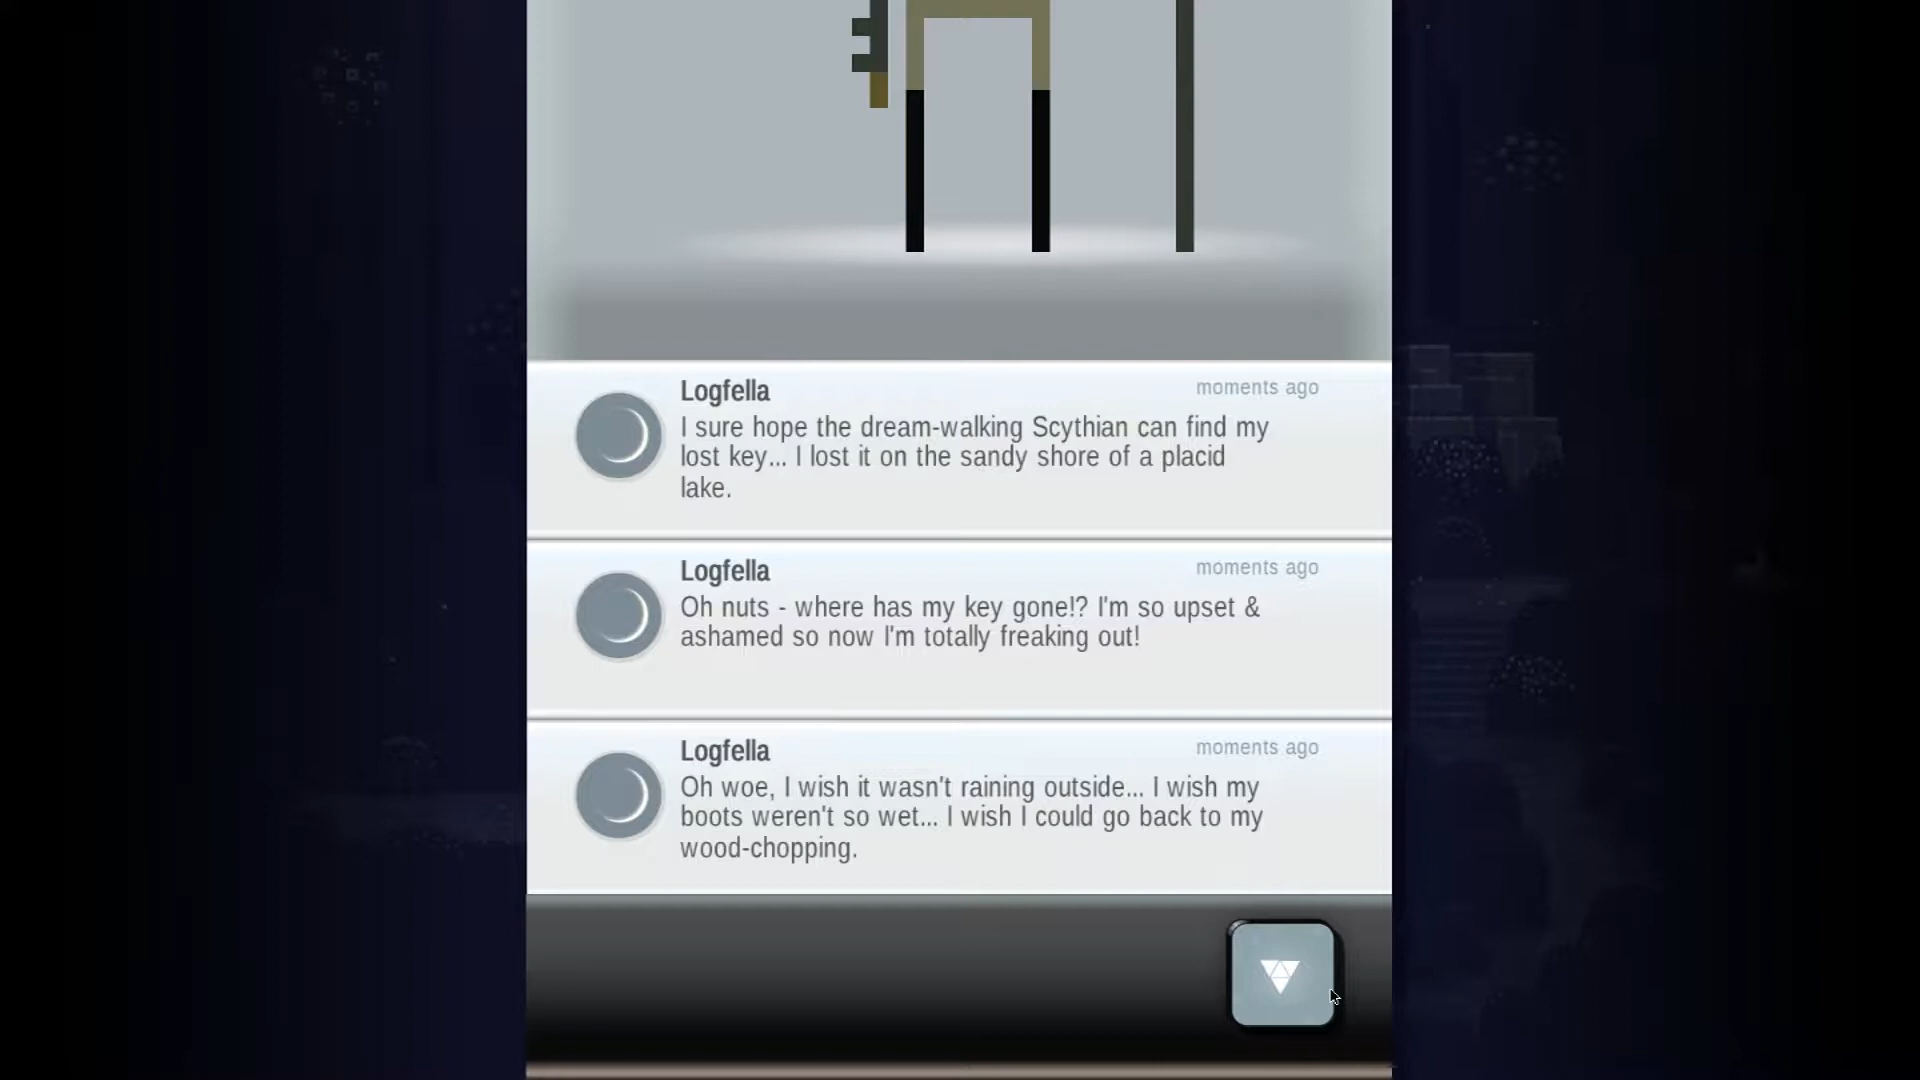 Logfella
moments ago
I sure hope the dream-walking Scythian can find my
lost key... I lost it on the sandy shore of a placid
lake.
Logfella
moments ago
Oh nuts - where has my key gone!? I'm so upset &
ashamed so now I'm totally freaking out!
Logfella
moments ago
Oh woe, I wish it wasn't raining outside... I wish my
boots weren't so wet... I wish I could go back to my
wood-chopping.